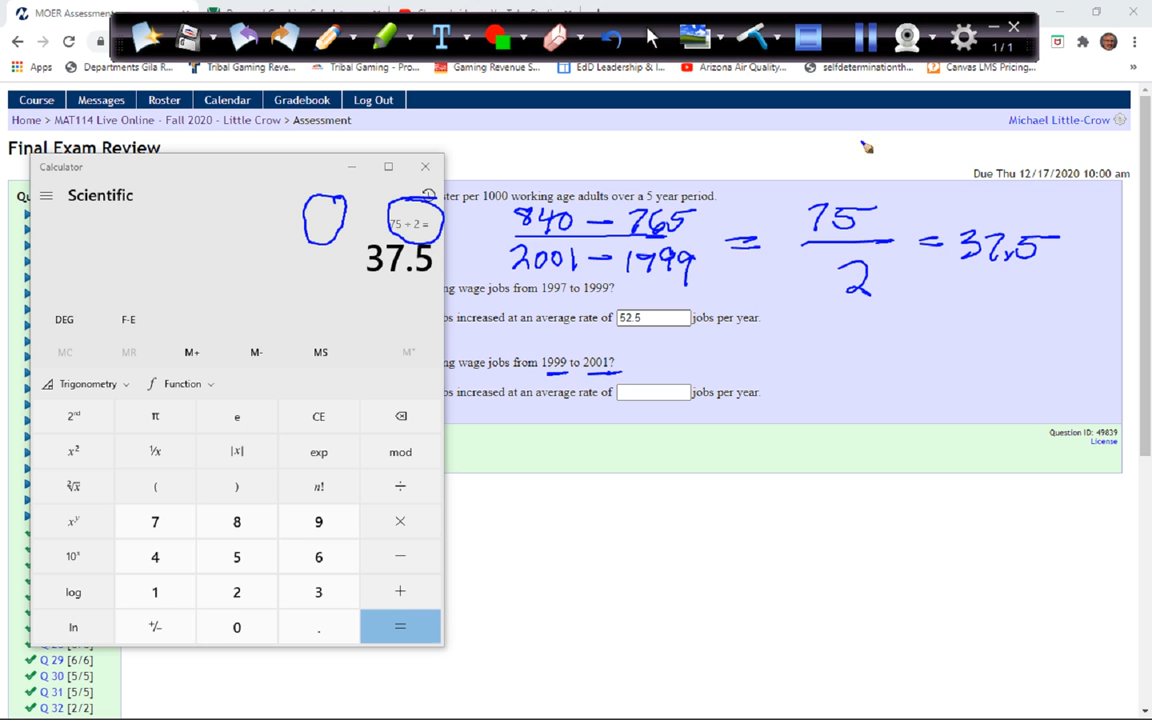 MOER Assessment
1/1
Apps Departments Gila R... Tribal Gaming Reve... Tribal Gaming - Pro... Gaming Revenue S... EdD Leadership & I... Arizona Air Quality,... selfdeterminationth... Canvas LMS Pricing...
Course Messages Roster Calendar Gradebook Log Out
Home > MAT114 Live Online - Fall 2020 - Little Crow > Assessment Michael Little-Crow
Final Exam Review
Due Thu 12/17/2020 10:00 am
Calculator
Scientific
75 ÷ 2 =
37.5
DEG F-E
MC MR M+ M- MS M˅
Trigonometry Function
2nd π e CE
x² ¹/x |x| exp mod
²√x ( ) n! ÷
xʸ 7 8 9 ×
10ˣ 4 5 6 −
log 1 2 3 +
ln +/− 0 . =
ster per 1000 working age adults over a 5 year period.
840 - 765
2001 - 1999
= 75
2
= 37.5
ng wage jobs from 1997 to 1999?
s increased at an average rate of 52.5 jobs per year.
ng wage jobs from 1999 to 2001?
s increased at an average rate of jobs per year.
Question ID: 49839
License
Q 29 [6/6]
Q 30 [5/5]
Q 31 [5/5]
Q 32 [2/2]